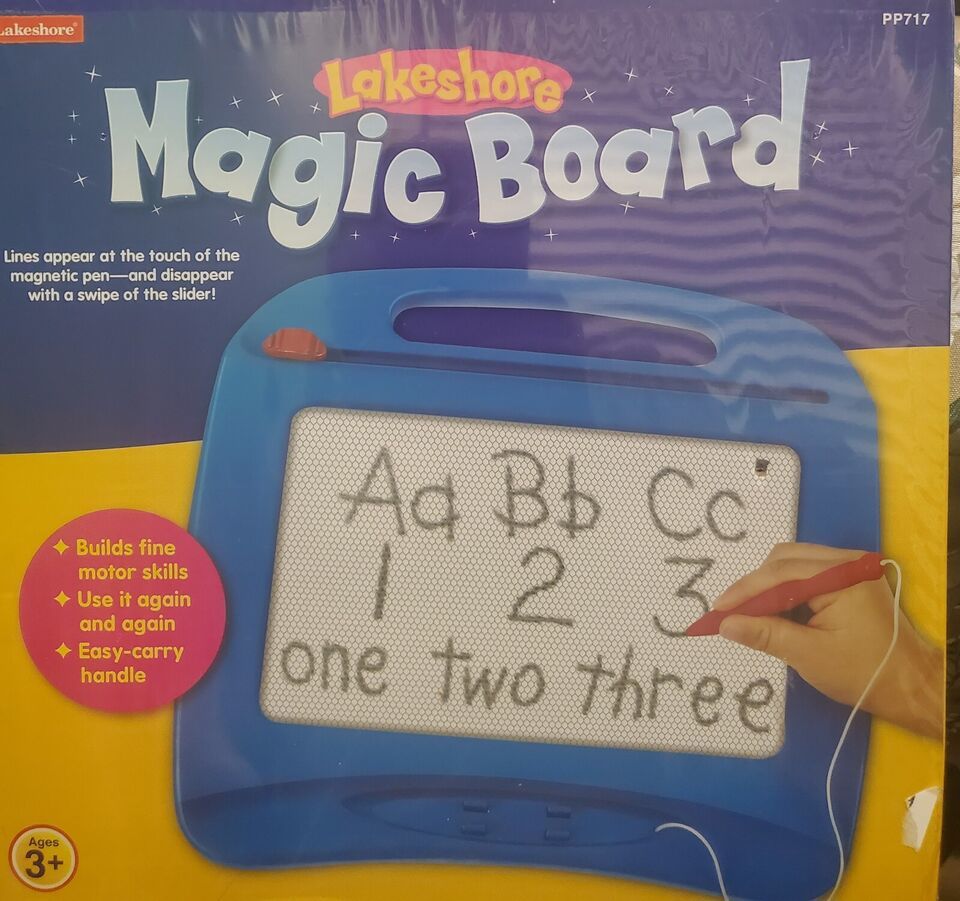 Lakeshore®
PP717
Lakeshore
Magic Board
Lines appear at the touch of the
magnetic pen—and disappear
with a swipe of the slider!
Aa Bb Cc
1 2 3
one two three
✦ Builds fine
motor skills
✦ Use it again
and again
✦ Easy-carry
handle
Ages
3+